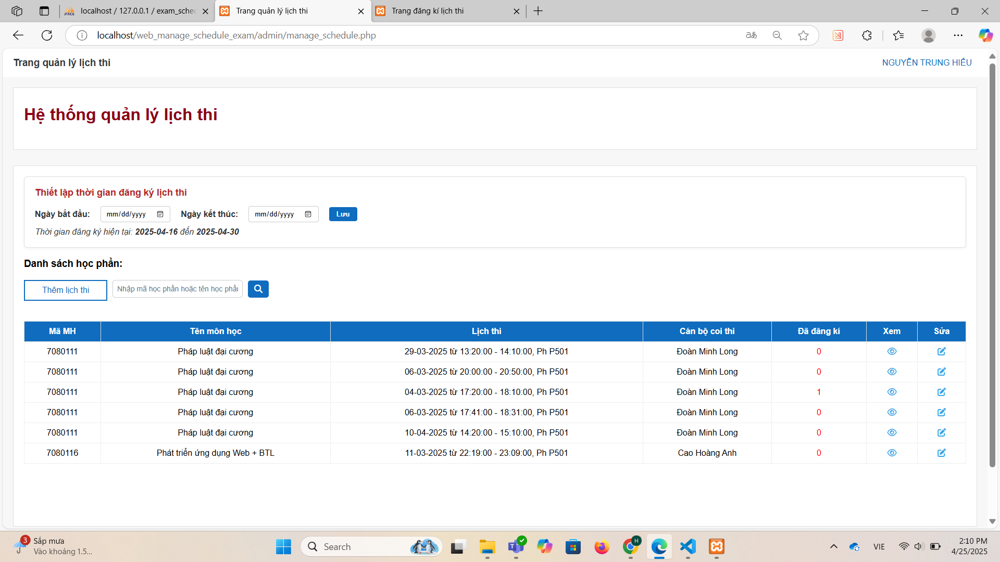 localhost / 127.0.0.1 / exam_sched
Trang quản lý lịch thi
Trang đăng kí lịch thi
localhost/web_manage_schedule_exam/admin/manage_schedule.php
Trang quản lý lịch thi
NGUYỄN TRUNG HIẾU
Hệ thống quản lý lịch thi
Thiết lập thời gian đăng ký lịch thi
Ngày bắt đầu: mm/dd/yyyy Ngày kết thúc: mm/dd/yyyy Lưu
Thời gian đăng ký hiện tại: 2025-04-16 đến 2025-04-30
Danh sách học phần:
Thêm lịch thi Nhập mã học phần hoặc tên học phầ
Mã MH Tên môn học Lịch thi Cán bộ coi thi Đã đăng kí Xem Sửa
7080111 Pháp luật đại cương 29-03-2025 từ 13:20:00 - 14:10:00, Ph P501 Đoàn Minh Long 0
7080111 Pháp luật đại cương 06-03-2025 từ 20:00:00 - 20:50:00, Ph P501 Đoàn Minh Long 0
7080111 Pháp luật đại cương 04-03-2025 từ 17:20:00 - 18:10:00, Ph P501 Đoàn Minh Long 1
7080111 Pháp luật đại cương 06-03-2025 từ 17:41:00 - 18:31:00, Ph P501 Đoàn Minh Long 0
7080111 Pháp luật đại cương 10-04-2025 từ 14:20:00 - 15:10:00, Ph P501 Đoàn Minh Long 0
7080116 Phát triển ứng dụng Web + BTL 11-03-2025 từ 22:19:00 - 23:09:00, Ph P501 Cao Hoàng Anh 0
3
Sắp mưa
Vào khoảng 1.5...
Search
H
VIE
2:10 PM
4/25/2025